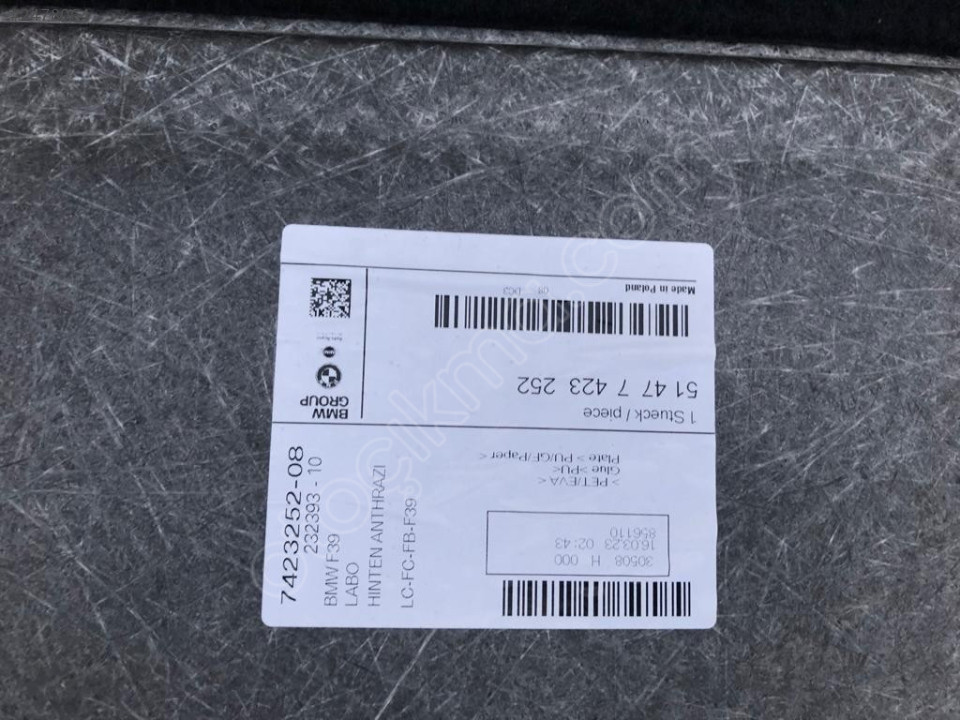 7423252-08
232393 - 10
BMW F39
LABO
HINTEN ANTHRAZI
LC-FC-FB-F39
BMW
GROUP
Made in Poland
51 47 7 423 252
1 Stueck / piece
> PET/EVA <
Glue >PU<
Plate > PU/GF/Paper <
30508 H 000
16.03.23 02:43
856110